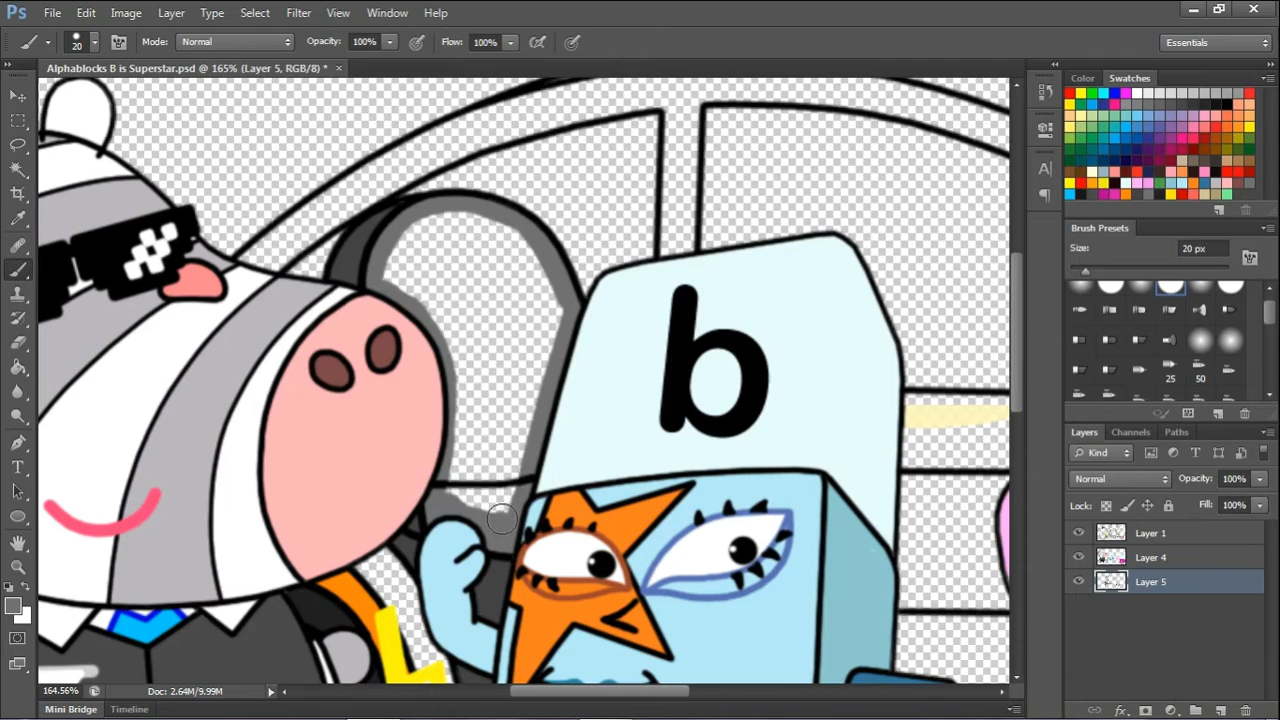 Ps File Edit Image Layer Type Select Filter View Window Help
20 Mode: Normal Opacity: 100% Flow: 100% Essentials
Alphablocks B is Superstar.psd @ 165% (Layer 5, RGB/8) * ×
Color Swatches
Brush Presets
Size: 20 px
25 50
b
Layers Channels Paths
Kind
Normal Opacity: 100%
Lock: Fill: 100%
Layer 1
Layer 4
Layer 5
164.56% Doc: 2.64M/9.99M
Mini Bridge Timeline